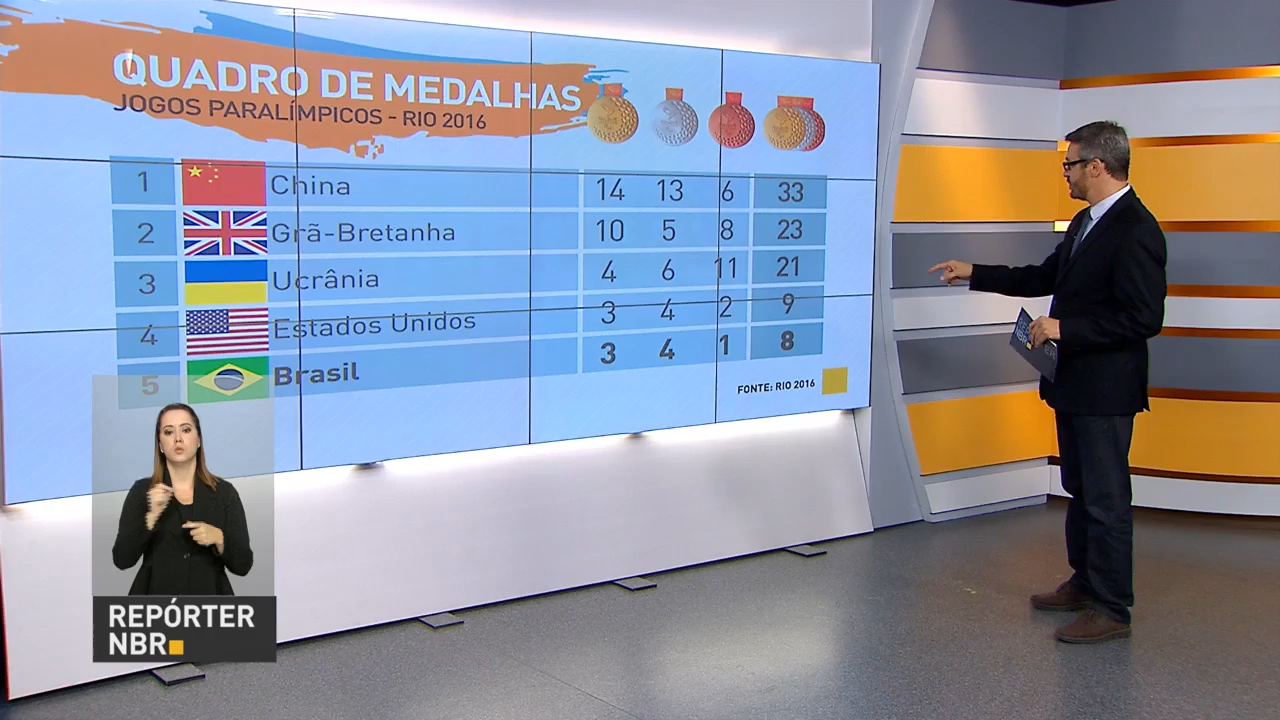 QUADRO DE MEDALHAS
JOGOS PARALÍMPICOS - RIO 2016
1 China 14 13 6 33
2 Grã-Bretanha 10 5 8 23
3 Ucrânia 4 6 11 21
4 Estados Unidos 3 4 2 9
5 Brasil 3 4 1 8
FONTE: RIO 2016
NBR
REPÓRTER
NBR